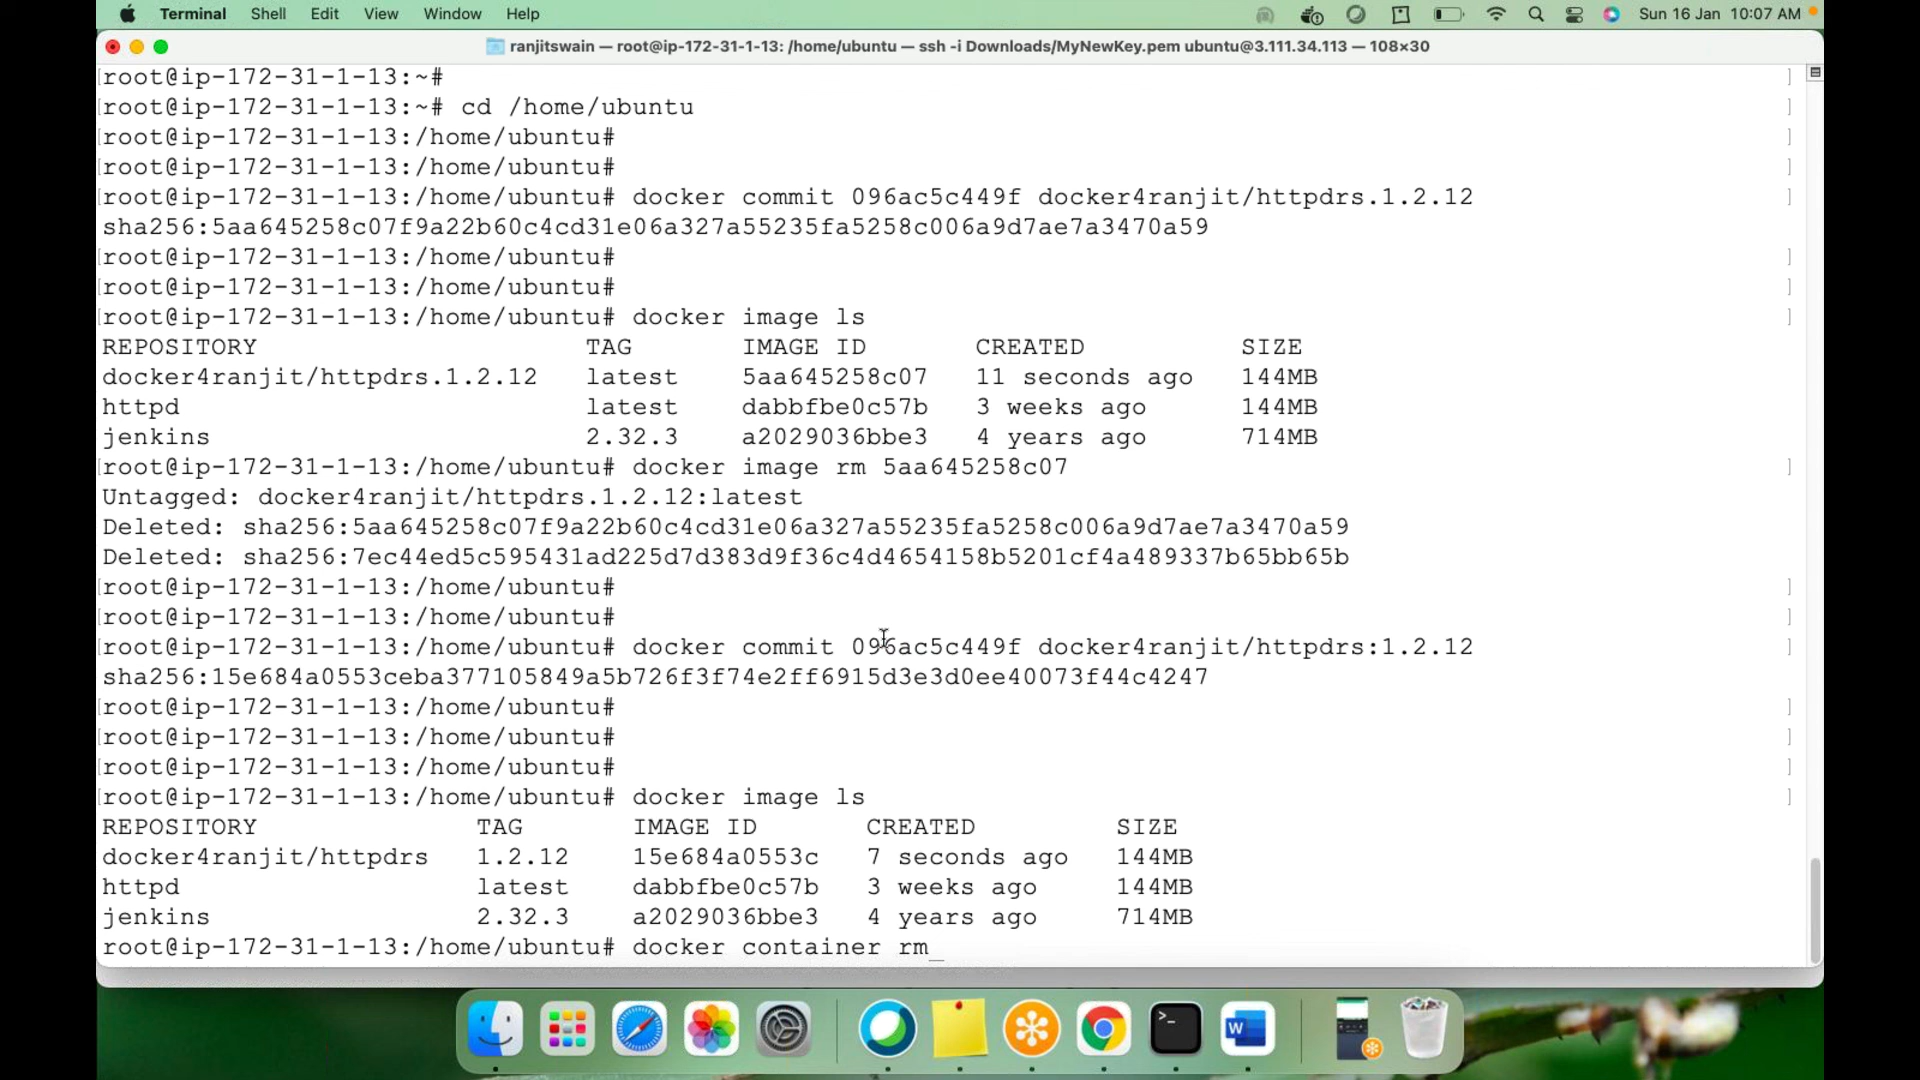 Terminal Shell Edit View Window Help Sun 16 Jan 10:07 AM
ranjitswain — root@ip-172-31-1-13: /home/ubuntu — ssh -i Downloads/MyNewKey.pem ubuntu@3.111.34.113 — 108×30
[root@ip-172-31-1-13:~# ]
[root@ip-172-31-1-13:~# cd /home/ubuntu ]
[root@ip-172-31-1-13:/home/ubuntu# ]
[root@ip-172-31-1-13:/home/ubuntu# ]
[root@ip-172-31-1-13:/home/ubuntu# docker commit 096ac5c449f docker4ranjit/httpdrs.1.2.12 ]
sha256:5aa645258c07f9a22b60c4cd31e06a327a55235fa5258c006a9d7ae7a3470a59
[root@ip-172-31-1-13:/home/ubuntu# ]
[root@ip-172-31-1-13:/home/ubuntu# ]
[root@ip-172-31-1-13:/home/ubuntu# docker image ls ]
REPOSITORY TAG IMAGE ID CREATED SIZE
docker4ranjit/httpdrs.1.2.12 latest 5aa645258c07 11 seconds ago 144MB
httpd latest dabbfbe0c57b 3 weeks ago 144MB
jenkins 2.32.3 a2029036bbe3 4 years ago 714MB
[root@ip-172-31-1-13:/home/ubuntu# docker image rm 5aa645258c07 ]
Untagged: docker4ranjit/httpdrs.1.2.12:latest
Deleted: sha256:5aa645258c07f9a22b60c4cd31e06a327a55235fa5258c006a9d7ae7a3470a59
Deleted: sha256:7ec44ed5c595431ad225d7d383d9f36c4d4654158b5201cf4a489337b65bb65b
[root@ip-172-31-1-13:/home/ubuntu# ]
[root@ip-172-31-1-13:/home/ubuntu# ]
[root@ip-172-31-1-13:/home/ubuntu# docker commit 096ac5c449f docker4ranjit/httpdrs:1.2.12 ]
sha256:15e684a0553ceba377105849a5b726f3f74e2ff6915d3e3d0ee40073f44c4247
[root@ip-172-31-1-13:/home/ubuntu# ]
[root@ip-172-31-1-13:/home/ubuntu# ]
[root@ip-172-31-1-13:/home/ubuntu# ]
[root@ip-172-31-1-13:/home/ubuntu# docker image ls ]
REPOSITORY TAG IMAGE ID CREATED SIZE
docker4ranjit/httpdrs 1.2.12 15e684a0553c 7 seconds ago 144MB
httpd latest dabbfbe0c57b 3 weeks ago 144MB
jenkins 2.32.3 a2029036bbe3 4 years ago 714MB
root@ip-172-31-1-13:/home/ubuntu# docker container rm_
>_ W